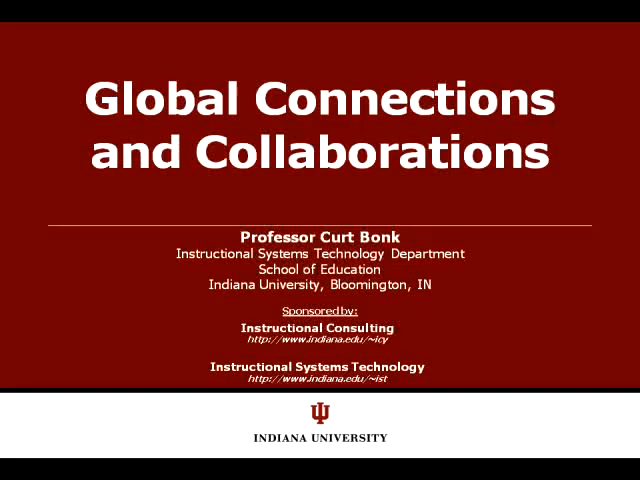 Global Connections
and Collaborations
Professor Curt Bonk
Instructional Systems Technology Department
School of Education
Indiana University, Bloomington, IN
Sponsored by:
Instructional Consulting
http://www.indiana.edu/~icy
Instructional Systems Technology
http://www.indiana.edu/~ist
INDIANA UNIVERSITY